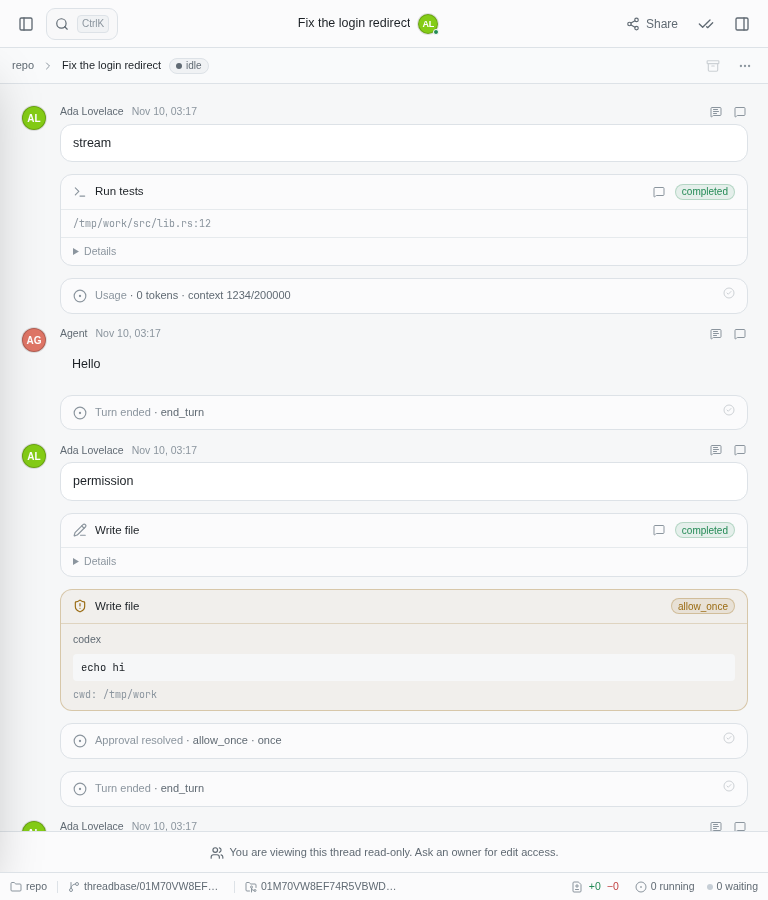 CtrlK
Fix the login redirect AL
Share
repo Fix the login redirect idle
AL Ada Lovelace Nov 10, 03:17
stream
Run tests completed
/tmp/work/src/lib.rs:12
Details
Usage · 0 tokens · context 1234/200000
AG Agent Nov 10, 03:17
Hello
Turn ended · end_turn
AL Ada Lovelace Nov 10, 03:17
permission
Write file completed
Details
Write file allow_once
codex
echo hi
cwd: /tmp/work
Approval resolved · allow_once · once
Turn ended · end_turn
AL Ada Lovelace Nov 10, 03:17
You are viewing this thread read-only. Ask an owner for edit access.
repo threadbase/01M70VW8EF… 01M70VW8EF74R5VBWD… +0 −0 0 running 0 waiting